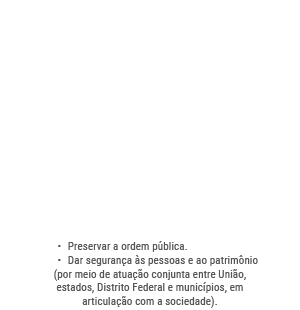 • Preservar a ordem pública.
• Dar segurança às pessoas e ao patrimônio
(por meio de atuação conjunta entre União,
estados, Distrito Federal e municípios, em
articulação com a sociedade).